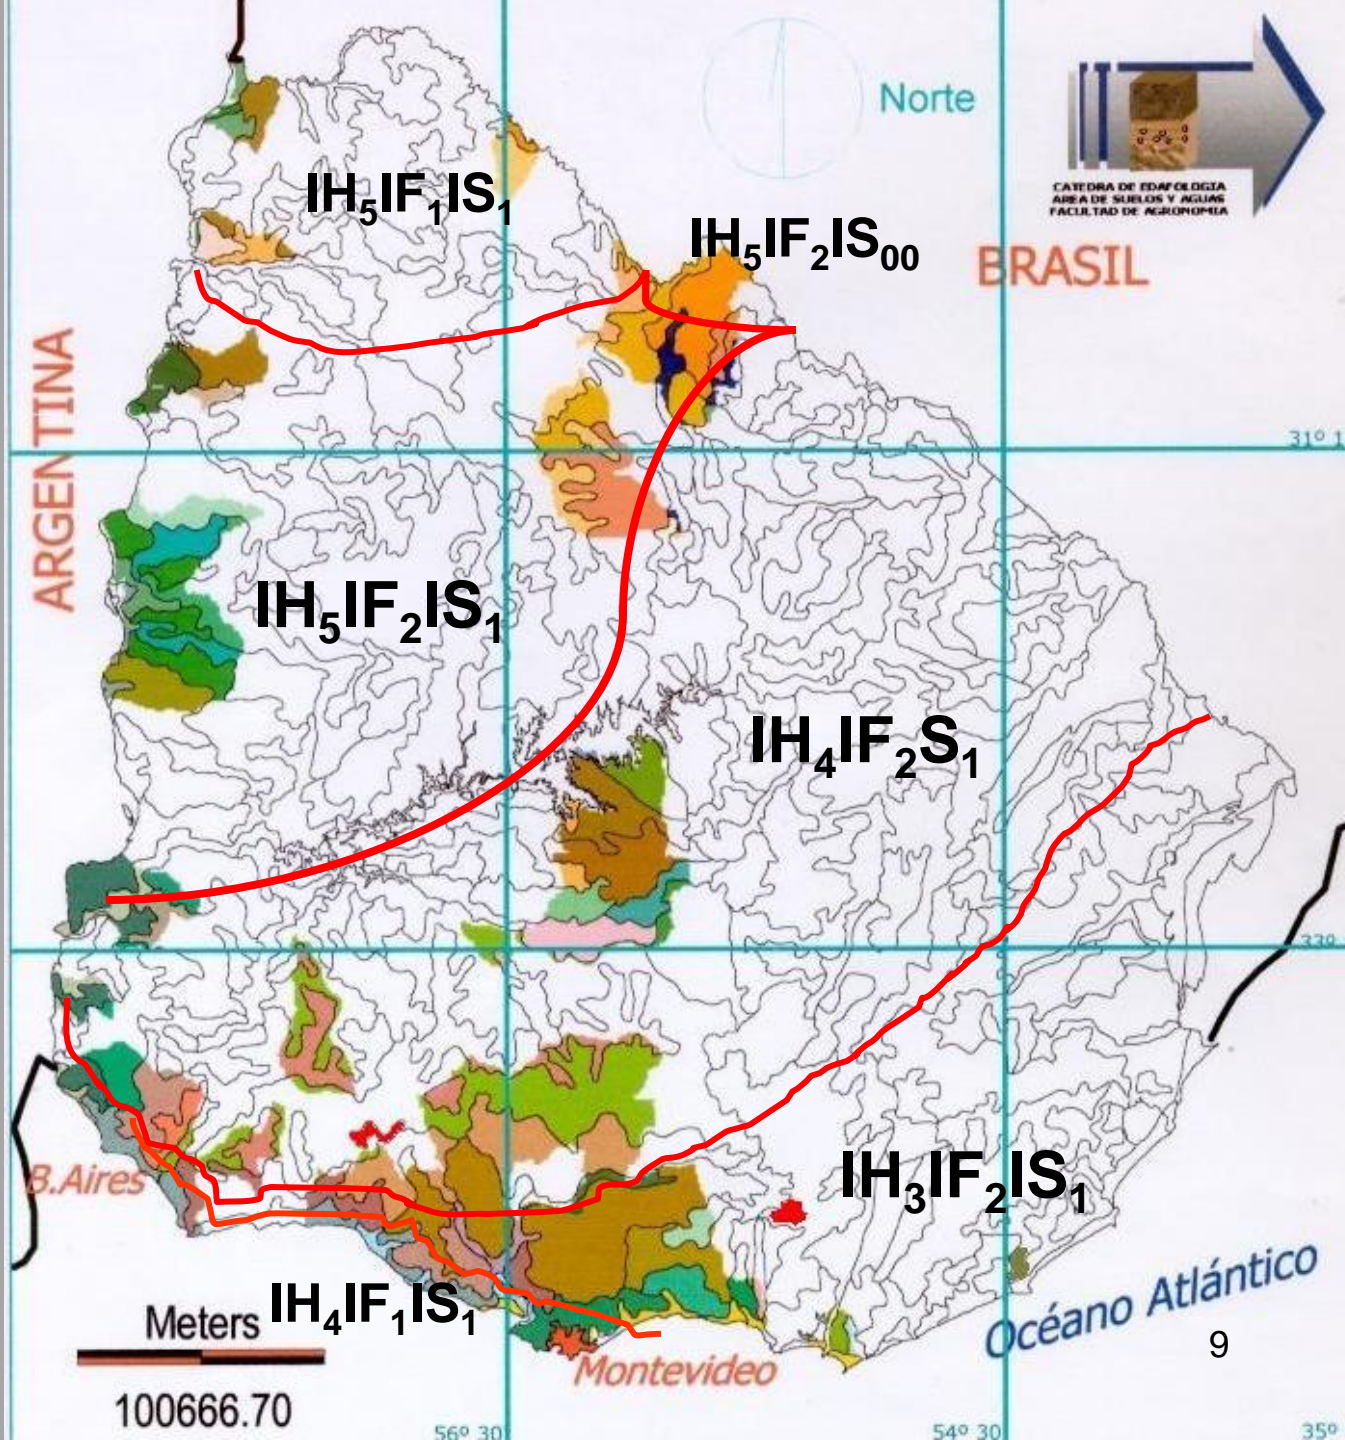 Norte
CATEDRA DE EDAFOLOGIA
AREA DE SUELOS Y AGUAS
FACULTAD DE AGRONOMIA
IH5IF1IS1
IH5IF2IS00
BRASIL
ARGENTINA
31º 1
IH5IF2IS1
IH4IF2S1
33º
B.Aires
IH3IF2IS1
Meters
IH4IF1IS1
Océano Atlántico
9
Montevideo
100666.70
56º 30
54º 30
35º